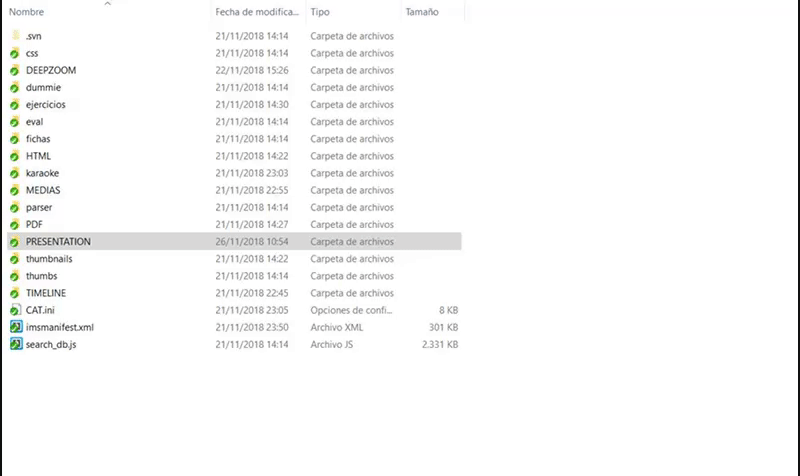 Nombre Fecha de modifica... Tipo Tamaño
.svn 21/11/2018 14:14 Carpeta de archivos
css 21/11/2018 14:14 Carpeta de archivos
DEEPZOOM 22/11/2018 15:26 Carpeta de archivos
dummie 21/11/2018 14:14 Carpeta de archivos
ejercicios 21/11/2018 14:30 Carpeta de archivos
eval 21/11/2018 14:14 Carpeta de archivos
fichas 21/11/2018 14:14 Carpeta de archivos
HTML 21/11/2018 14:22 Carpeta de archivos
karaoke 21/11/2018 23:03 Carpeta de archivos
MEDIAS 21/11/2018 22:55 Carpeta de archivos
parser 21/11/2018 14:14 Carpeta de archivos
PDF 21/11/2018 14:27 Carpeta de archivos
PRESENTATION 26/11/2018 10:54 Carpeta de archivos
thumbnails 21/11/2018 14:22 Carpeta de archivos
thumbs 21/11/2018 14:14 Carpeta de archivos
TIMELINE 21/11/2018 22:45 Carpeta de archivos
CAT.ini 21/11/2018 23:05 Opciones de confi... 8 KB
imsmanifest.xml 21/11/2018 23:50 Archivo XML 301 KB
search_db.js 21/11/2018 14:14 Archivo JS 2.331 KB